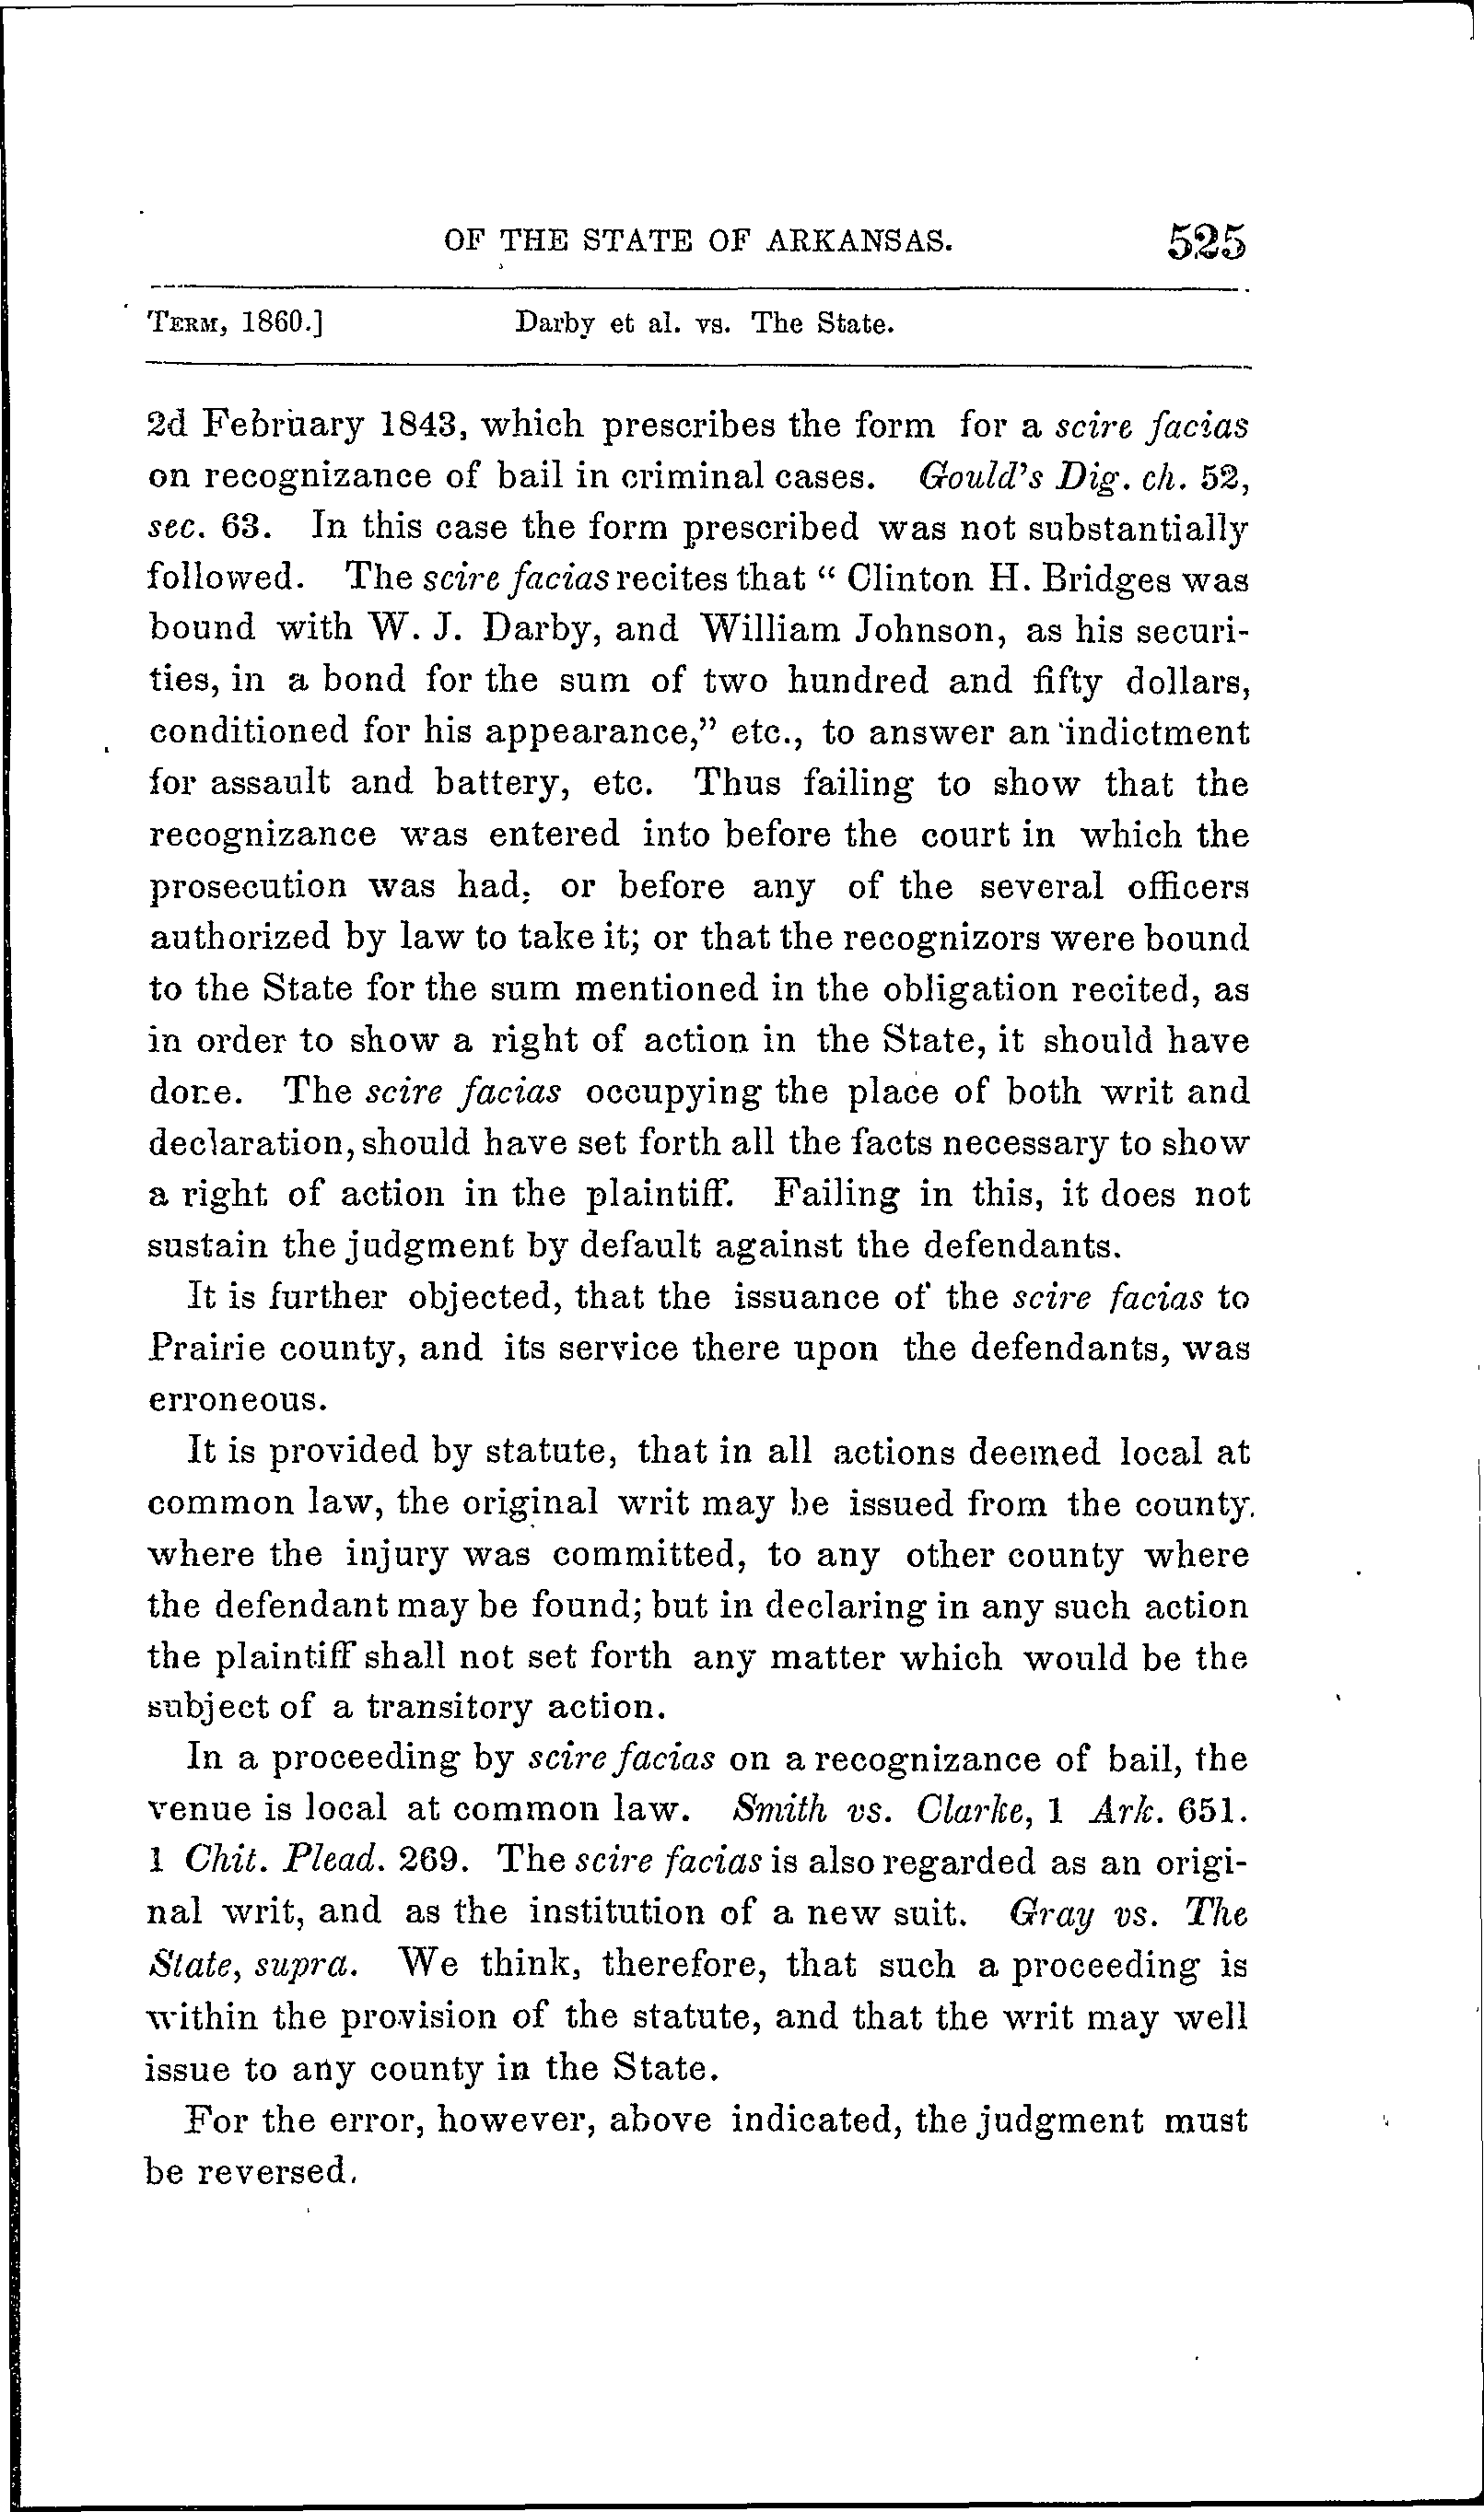 OF THE STATE OF ARKANSAS. 525
TERM, 1860.] Darby et al. vs. The State.
2d February 1843, which prescribes the form for a scire facias
on recognizance of bail in criminal cases. Gould's Dig. ch. 52,
sec. 63. In this case the form prescribed was not substantially
followed. The scire facias recites that “ Clinton H. Bridges was
bound with W. J. Darby, and William Johnson, as his securi-
ties, in a bond for the sum of two hundred and fifty dollars,
conditioned for his appearance,” etc., to answer an indictment
for assault and battery, etc. Thus failing to show that the
recognizance was entered into before the court in which the
prosecution was had, or before any of the several officers
authorized by law to take it; or that the recognizors were bound
to the State for the sum mentioned in the obligation recited, as
in order to show a right of action in the State, it should have
done. The scire facias occupying the place of both writ and
declaration, should have set forth all the facts necessary to show
a right of action in the plaintiff. Failing in this, it does not
sustain the judgment by default against the defendants.
It is further objected, that the issuance of the scire facias to
Prairie county, and its service there upon the defendants, was
erroneous.
It is provided by statute, that in all actions deemed local at
common law, the original writ may be issued from the county.
where the injury was committed, to any other county where
the defendant may be found; but in declaring in any such action
the plaintiff shall not set forth any matter which would be the
subject of a transitory action.
In a proceeding by scire facias on a recognizance of bail, the
venue is local at common law. Smith vs. Clarke, 1 Ark. 651.
1 Chit. Plead. 269. The scire facias is also regarded as an origi-
nal writ, and as the institution of a new suit. Gray vs. The
State, supra. We think, therefore, that such a proceeding is
within the provision of the statute, and that the writ may well
issue to any county in the State.
For the error, however, above indicated, the judgment must
be reversed.